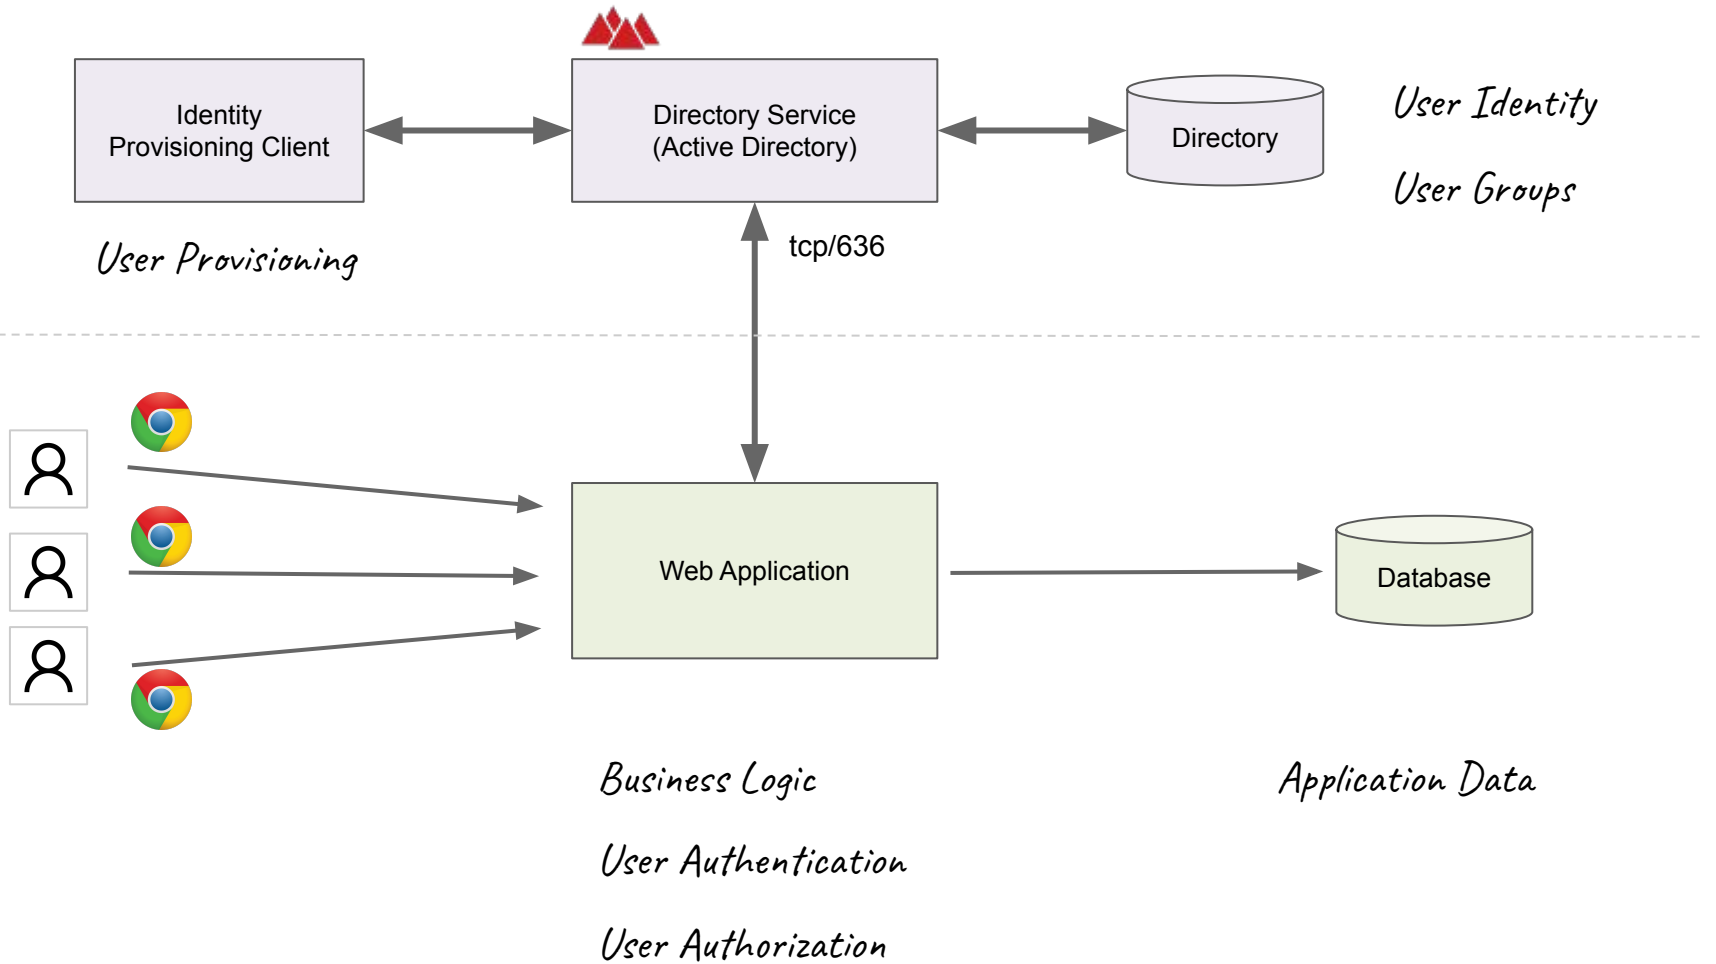 Identity
Provisioning Client
Directory Service
(Active Directory)
Directory
User Identity
User Groups
User Provisioning
tcp/636
Web Application
Database
Business Logic
Application Data
User Authentication
User Authorization